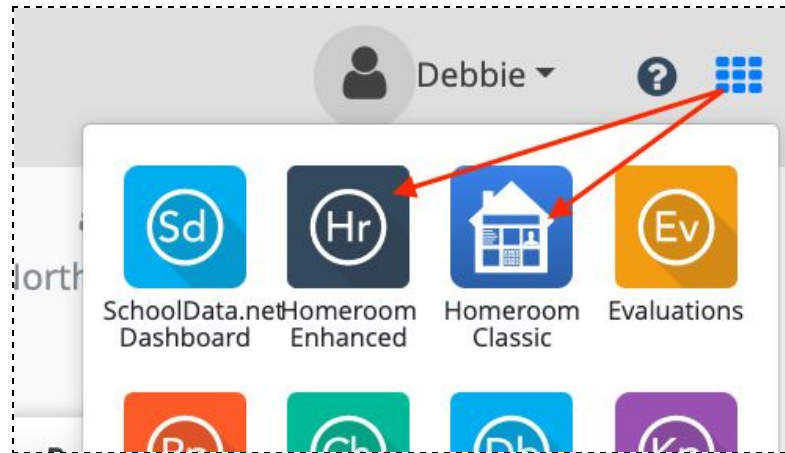 Debbie
?
Sd
Hr
Ev
SchoolData.net
Dashboard
Homeroom
Enhanced
Homeroom
Classic
Evaluations